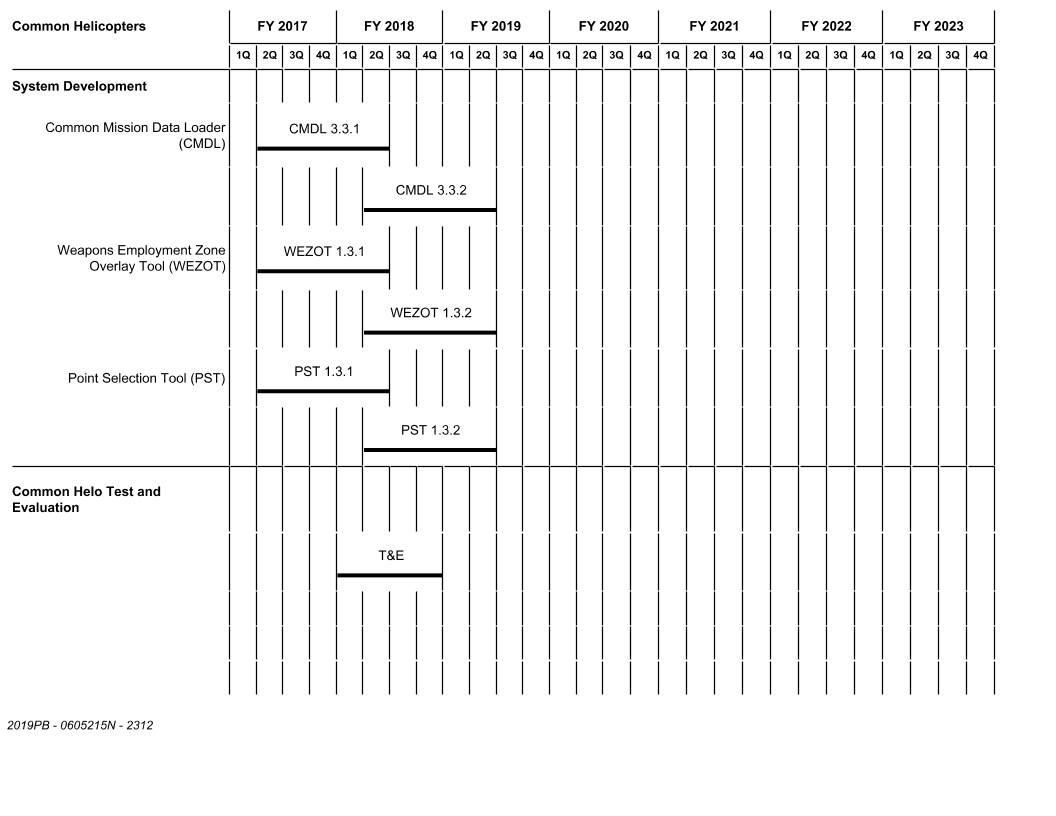 Common Helicopters
FY 2017 FY 2018 FY 2019 FY 2020 FY 2021 FY 2022 FY 2023
1Q 2Q 3Q 4Q 1Q 2Q 3Q 4Q 1Q 2Q 3Q 4Q 1Q 2Q 3Q 4Q 1Q 2Q 3Q 4Q 1Q 2Q 3Q 4Q 1Q 2Q 3Q 4Q
System Development
Common Mission Data Loader
(CMDL)
CMDL 3.3.1
CMDL 3.3.2
Weapons Employment Zone
Overlay Tool (WEZOT)
WEZOT 1.3.1
WEZOT 1.3.2
Point Selection Tool (PST)
PST 1.3.1
PST 1.3.2
Common Helo Test and
Evaluation
T&E
2019PB - 0605215N - 2312